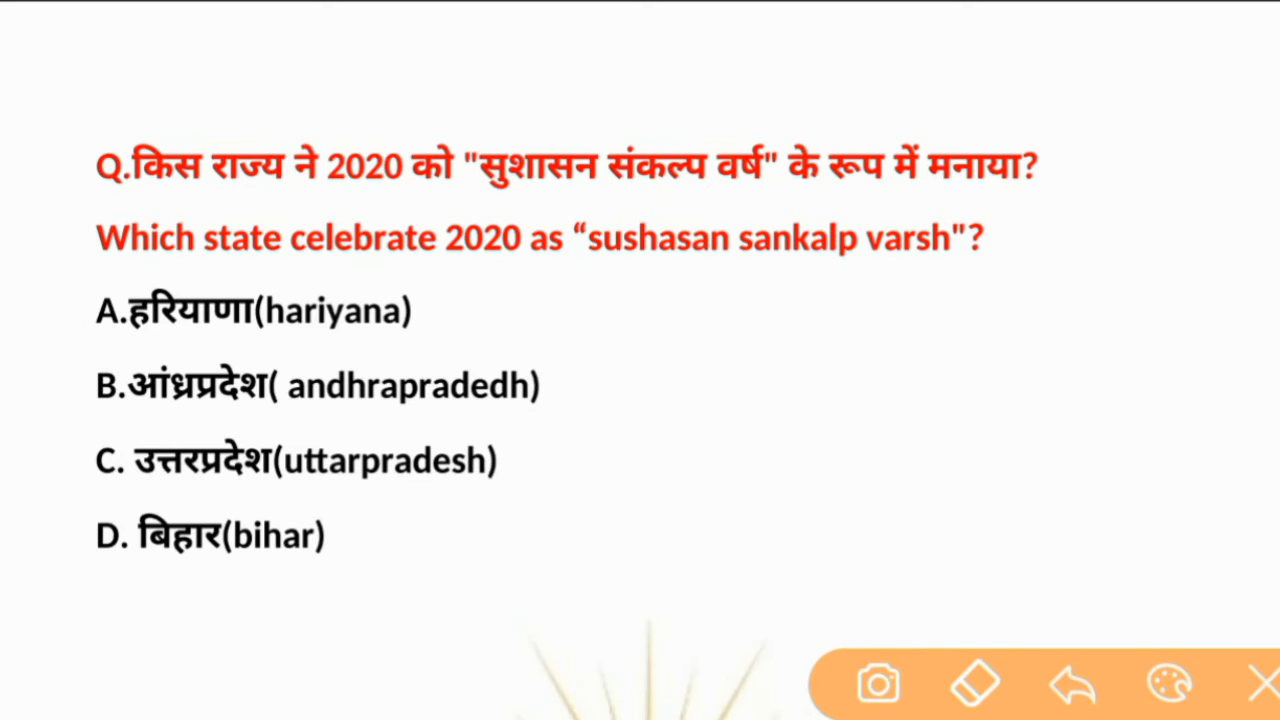 Q.किस राज्य ने 2020 को "सुशासन संकल्प वर्ष" के रूप में मनाया?
Which state celebrate 2020 as “sushasan sankalp varsh"?
A.हरियाणा(hariyana)
B.आंध्रप्रदेश( andhrapradedh)
C. उत्तरप्रदेश(uttarpradesh)
D. बिहार(bihar)